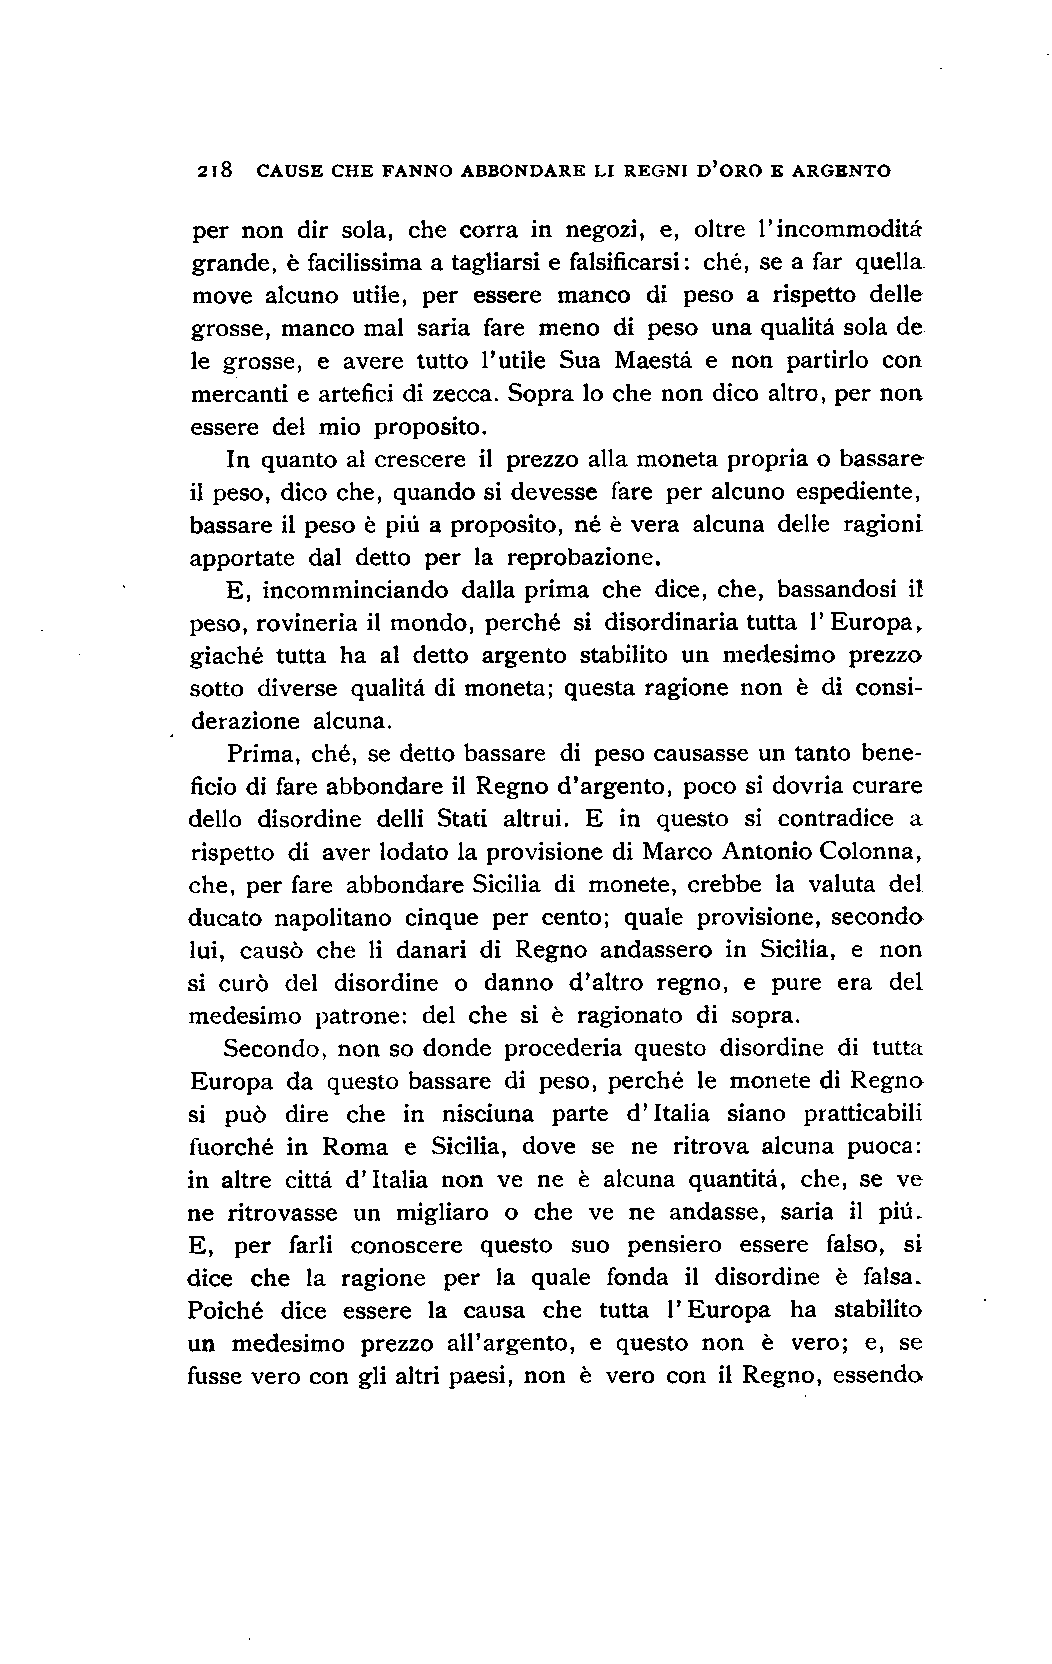 218 CAUSE CHE FANNO ABBONDARE LI REGNI D'ORO E ARGENTO
per non dir sola, che corra in negozi, e, oltre l'incommoditá
grande, è facilissima a tagliarsi e falsificarsi: ché, se a far quella
move alcuno utile, per essere manco di peso a rispetto delle
grosse, manco mal saria fare meno di peso una qualitá sola de
le grosse, e avere tutto l'utile Sua Maestá e non partirlo con
mercanti e artefici di zecca. Sopra lo che non dico altro, per non
essere del mio proposito.
In quanto al crescere il prezzo alla moneta propria o bassare
il peso, dico che, quando si devesse fare per alcuno espediente,
bassare il peso è piú a proposito, né è vera alcuna delle ragioni
apportate dal detto per la reprobazione.
E, incomminciando dalla prima che dice, che, bassandosi il
peso, rovineria il mondo, perché si disordinaria tutta l'Europa,
giaché tutta ha al detto argento stabilito un medesimo prezzo
sotto diverse qualitá di moneta; questa ragione non è di consi-
derazione alcuna.
Prima, ché, se detto bassare di peso causasse un tanto bene-
ficio di fare abbondare il Regno d'argento, poco si dovria curare
dello disordine delli Stati altrui. E in questo si contradice a
rispetto di aver lodato la provisione di Marco Antonio Colonna,
che, per fare abbondare Sicilia di monete, crebbe la valuta del
ducato napolitano cinque per cento; quale provisione, secondo
lui, causò che li danari di Regno andassero in Sicilia, e non
si curò del disordine o danno d'altro regno, e pure era del
medesimo patrone: del che si è ragionato di sopra.
Secondo, non so donde procederia questo disordine di tutta
Europa da questo bassare di peso, perché le monete di Regno
si può dire che in nisciuna parte d'Italia siano pratticabili
fuorché in Roma e Sicilia, dove se ne ritrova alcuna puoca:
in altre cittá d'Italia non ve ne è alcuna quantitá, che, se ve
ne ritrovasse un migliaro o che ve ne andasse, saria il piú.
E, per farli conoscere questo suo pensiero essere falso, si
dice che la ragione per la quale fonda il disordine è falsa.
Poiché dice essere la causa che tutta l'Europa ha stabilito
un medesimo prezzo all'argento, e questo non è vero; e, se
fusse vero con gli altri paesi, non è vero con il Regno, essendo